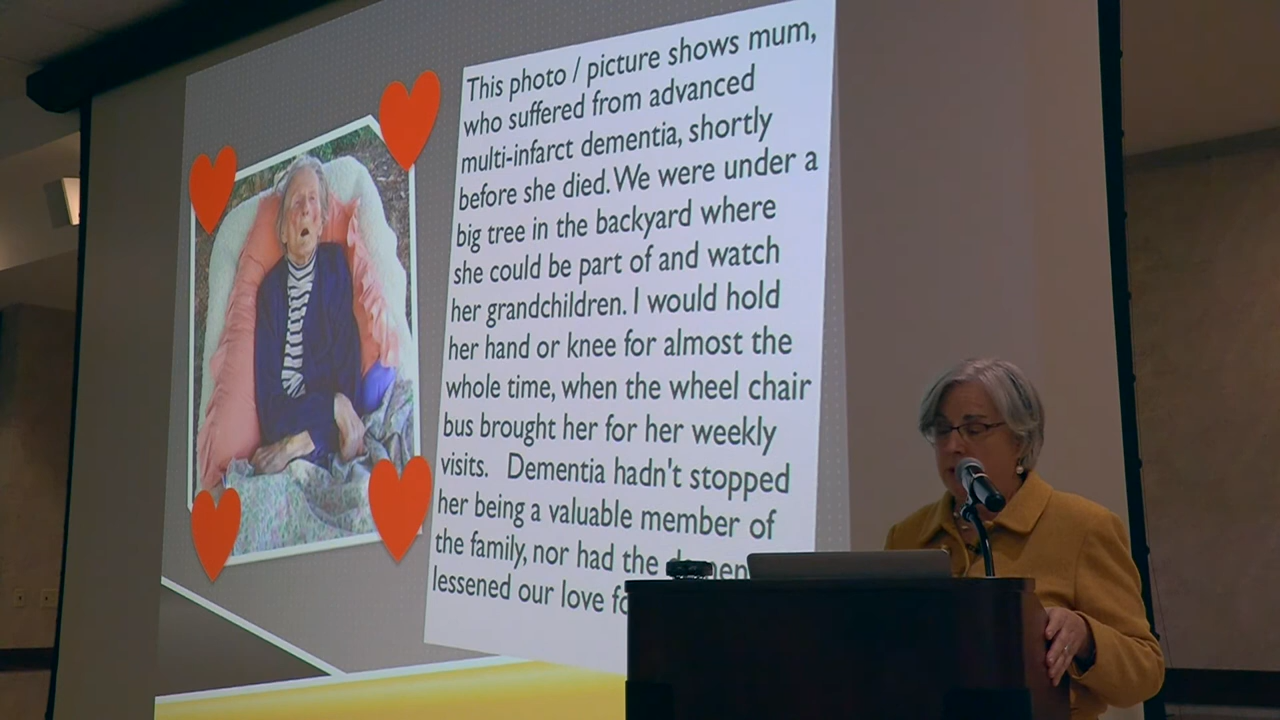 This photo / picture shows mum,
who suffered from advanced
multi-infarct dementia, shortly
before she died. We were under a
big tree in the backyard where
she could be part of and watch
her grandchildren. I would hold
her hand or knee for almost the
whole time, when the wheel chair
bus brought her for her weekly
visits. Dementia hadn't stopped
her being a valuable member of
the family, nor had the
lessened our love